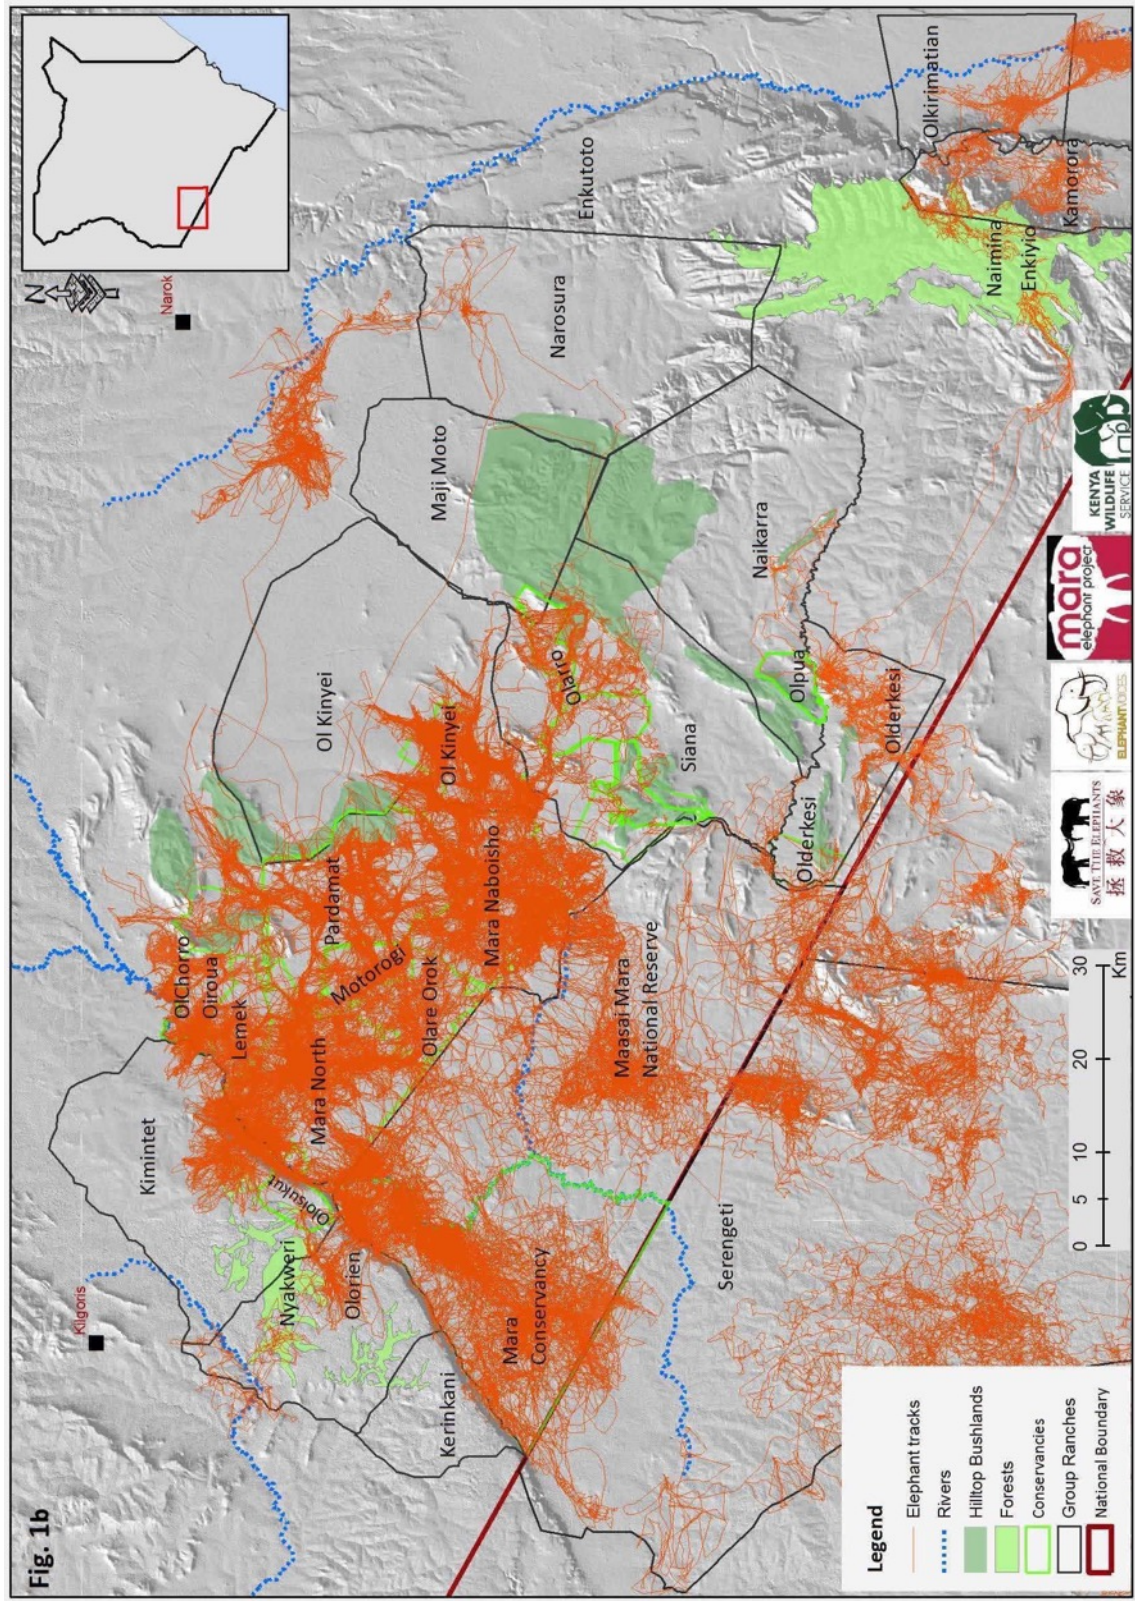 Fig. 1b
N
Narok
Kilgoris
Kimintet
OlChorro
Oiroua
Lemek
Pardamat
Ol Kinyei
Maji Moto
Narosura
Enkutoto
Olkirimatian
Nyakweri
Oloisukut
Mara North
Motorogi
Olare Orok
Mara Naboisho
Ol Kinyei
Olorien
Kerinkani
Mara
Conservancy
Maasai Mara
National Reserve
Siana
Olarro
Naikarra
Olpua
Olderkesi
Olderkesi
Naimina
Enkiyio
Kamorora
Serengeti
Legend
Elephant tracks
Rivers
Hilltop Bushlands
Forests
Conservancies
Group Ranches
National Boundary
0 5 10 20 30
Km
SAVE THE ELEPHANTS
拯救大象
ELEPHANTVOICES
mara
elephant project
KENYA
WILDLIFE
SERVICE